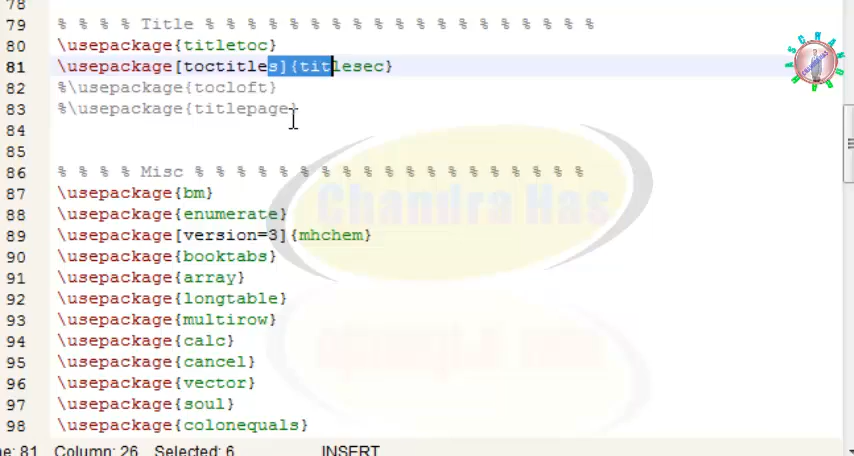 78
79 % % % % Title % % % % % % % % % % % % % % % % % % %
80 \usepackage{titletoc}
81 \usepackage[toctitles]{titlesec}
82 %\usepackage{tocloft}
83 %\usepackage{titlepage}
84
85
86 % % % % Misc % % % % % % % % % % % % % % % % % % %
87 \usepackage{bm}
88 \usepackage{enumerate}
89 \usepackage[version=3]{mhchem}
90 \usepackage{booktabs}
91 \usepackage{array}
92 \usepackage{longtable}
93 \usepackage{multirow}
94 \usepackage{calc}
95 \usepackage{cancel}
96 \usepackage{vector}
97 \usepackage{soul}
98 \usepackage{colonequals}
Chandra Has
ne: 81 Column: 26 Selected: 6 INSERT